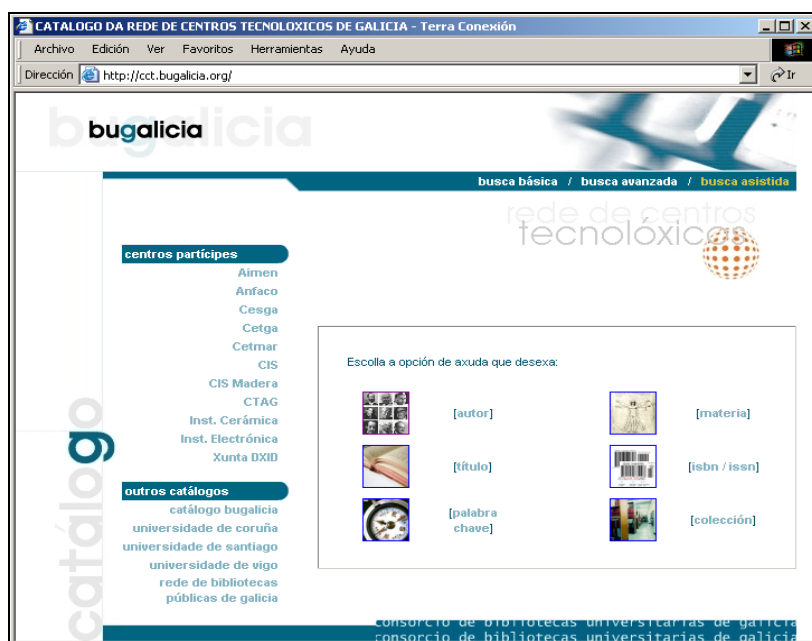 CATALOGO DA REDE DE CENTROS TECNOLOXICOS DE GALICIA - Terra Conexión
Archivo Edición Ver Favoritos Herramientas Ayuda
Dirección http://cct.bugalicia.org/ Ir
bugalicia
bugalicia
busca básica / busca avanzada / busca asistida
rede de centros
tecnolóxicos
centros partícipes
Aimen
Anfaco
Cesga
Cetga
Cetmar
CIS
CIS Madera
CTAG
Inst. Cerámica
Inst. Electrónica
Xunta DXID
outros catálogos
catálogo bugalicia
universidade de coruña
universidade de santiago
universidade de vigo
rede de bibliotecas
públicas de galicia
catálogo
Escolla a opción de axuda que desexa:
[autor] [materia]
[título] [isbn / issn]
[palabra
chave] [colección]
consorcio de bibliotecas universitarias de galicia
consorcio de bibliotecas universitarias de galicia